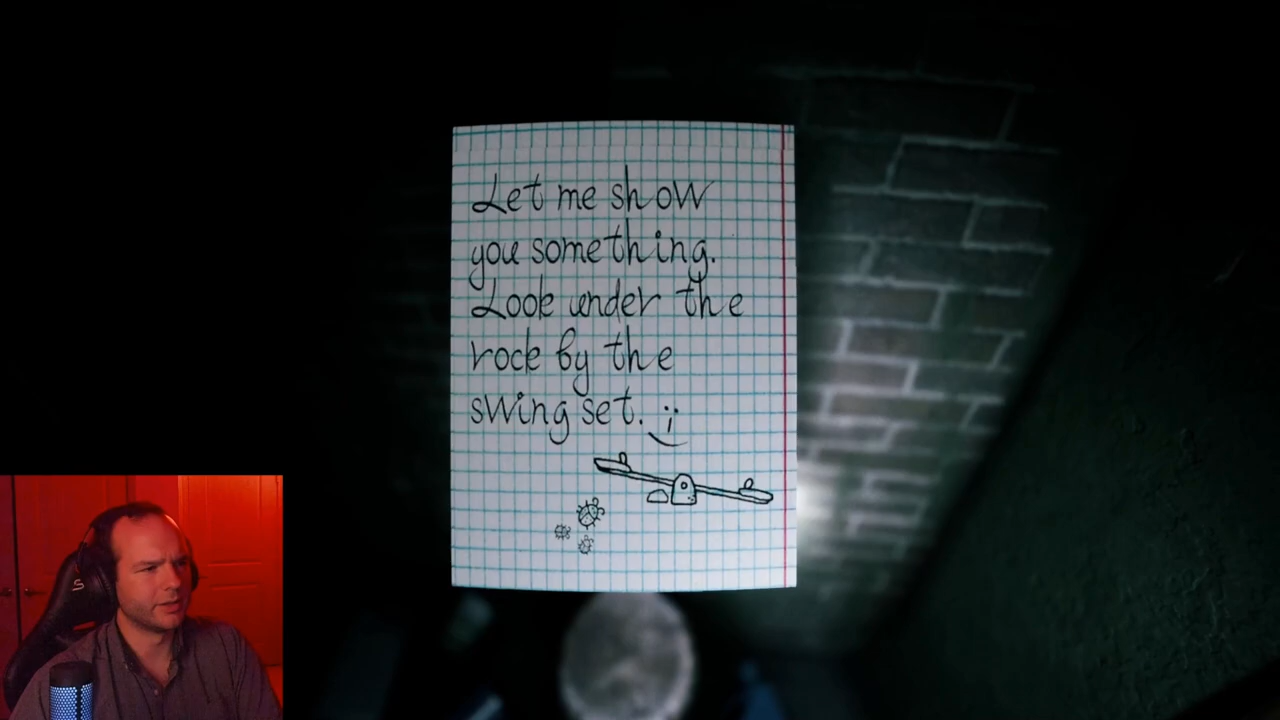 Let me show
you something.
Look under the
rock by the
swing set. :)